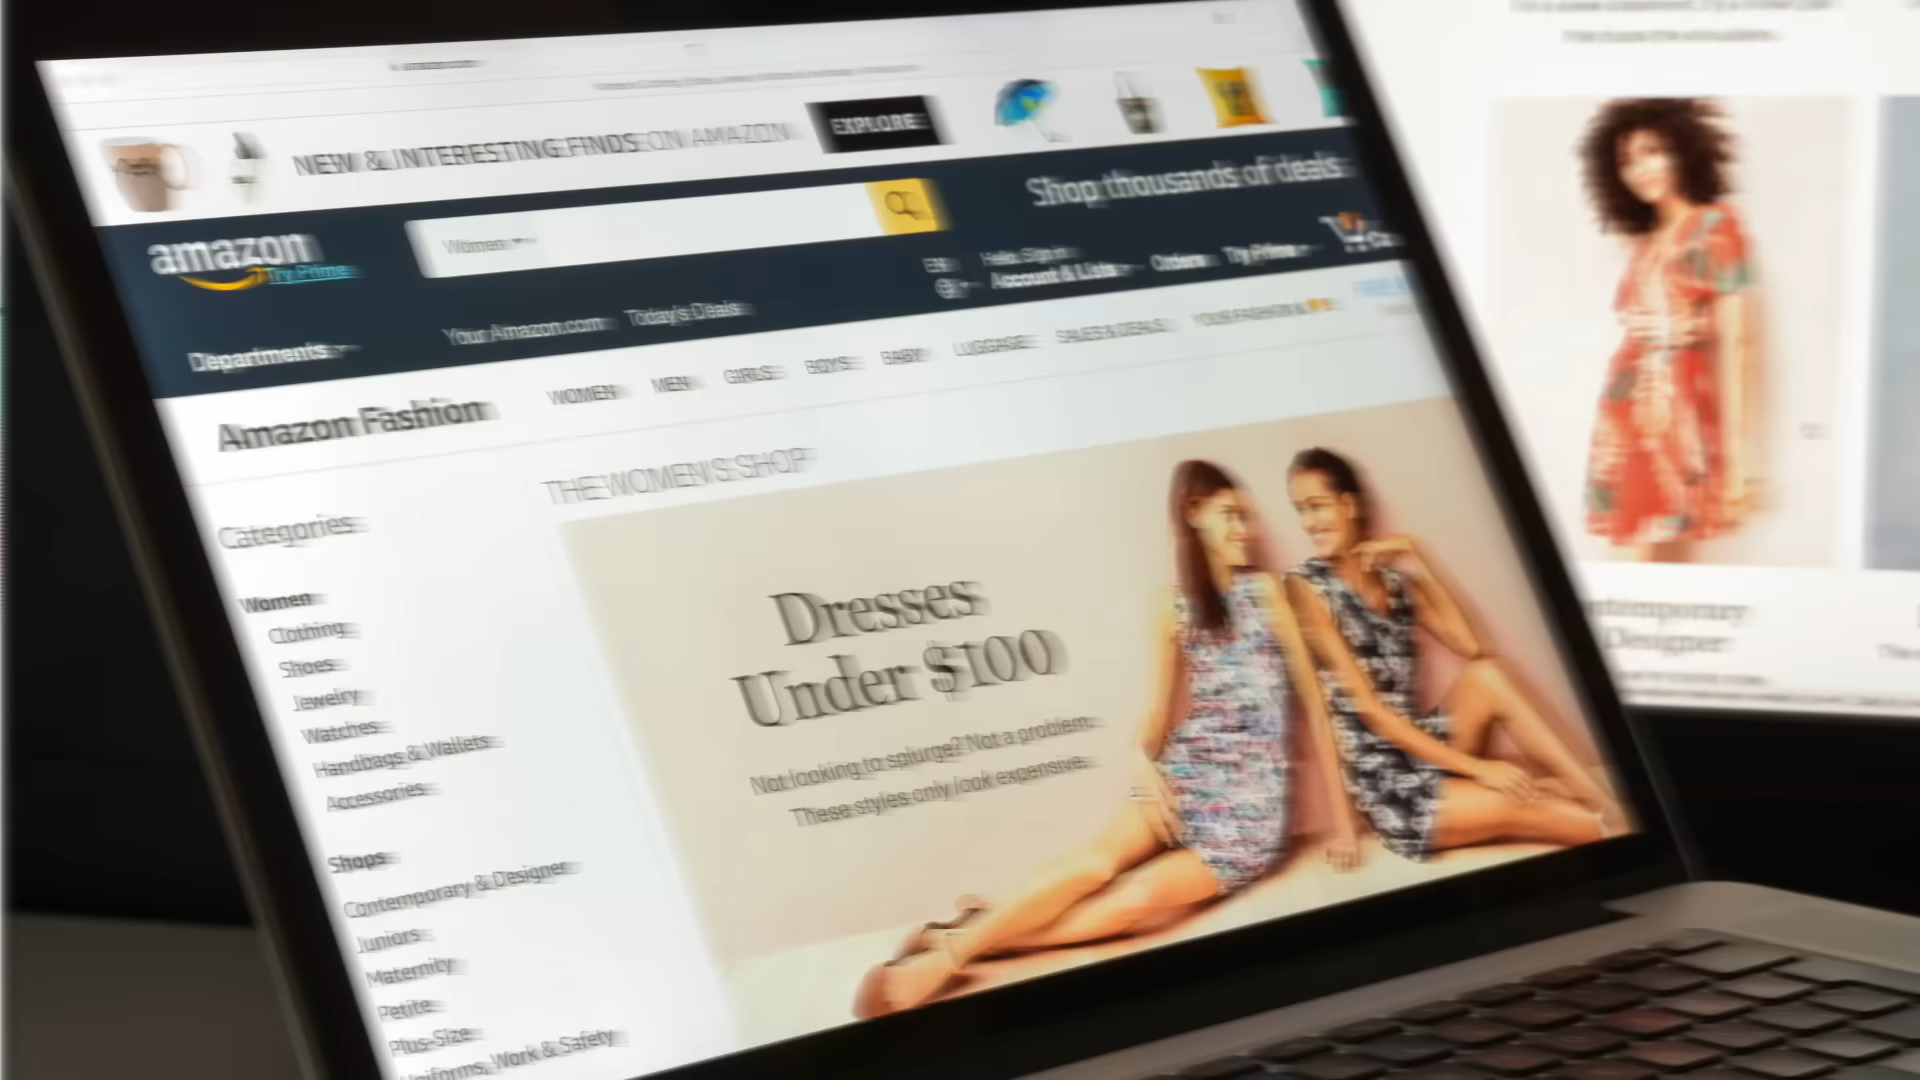 amazon.com
NEW & INTERESTING FINDS ON AMAZON
EXPLORE
amazon
Try Prime
Women
Shop thousands of deals
EN
Hello. Sign in
Account & Lists
Orders
Try Prime
Departments
Your Amazon.com
Today's Deals
Amazon Fashion
WOMEN
MEN
GIRLS
BOYS
BABY
LUGGAGE
SALES & DEALS
YOUR FASHION
THE WOMEN'S SHOP
Categories
Women
Clothing
Shoes
Jewelry
Watches
Handbags & Wallets
Accessories
Shops
Contemporary & Designer
Juniors
Maternity
Petite
Plus-Size
Uniforms, Work & Safety
Dresses
Under $100
Not looking to splurge? Not a problem.
These styles only look expensive.
Designer